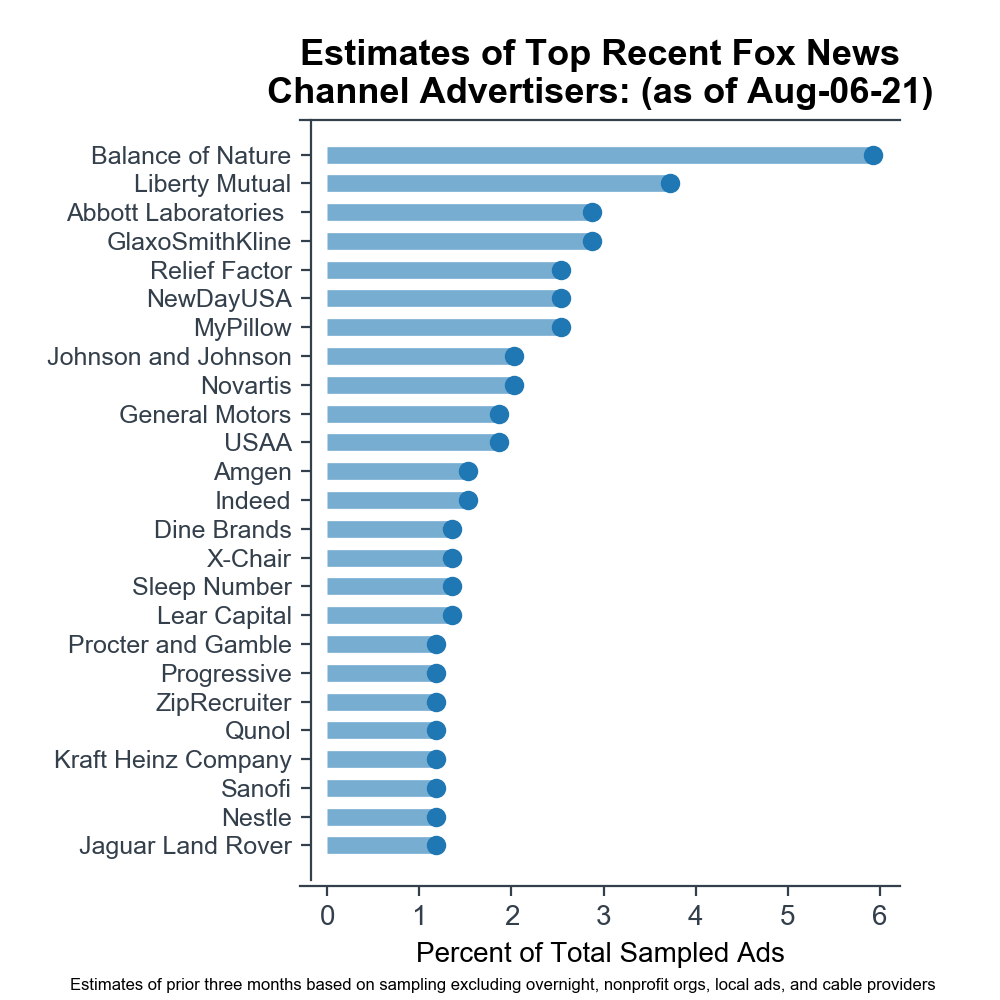 Estimates of Top Recent Fox News
Channel Advertisers: (as of Aug-06-21)
Balance of Nature
Liberty Mutual
Abbott Laboratories
GlaxoSmithKline
Relief Factor
NewDayUSA
MyPillow
Johnson and Johnson
Novartis
General Motors
USAA
Amgen
Indeed
Dine Brands
X-Chair
Sleep Number
Lear Capital
Procter and Gamble
Progressive
ZipRecruiter
Qunol
Kraft Heinz Company
Sanofi
Nestle
Jaguar Land Rover
0 1 2 3 4 5 6
Percent of Total Sampled Ads
Estimates of prior three months based on sampling excluding overnight, nonprofit orgs, local ads, and cable providers